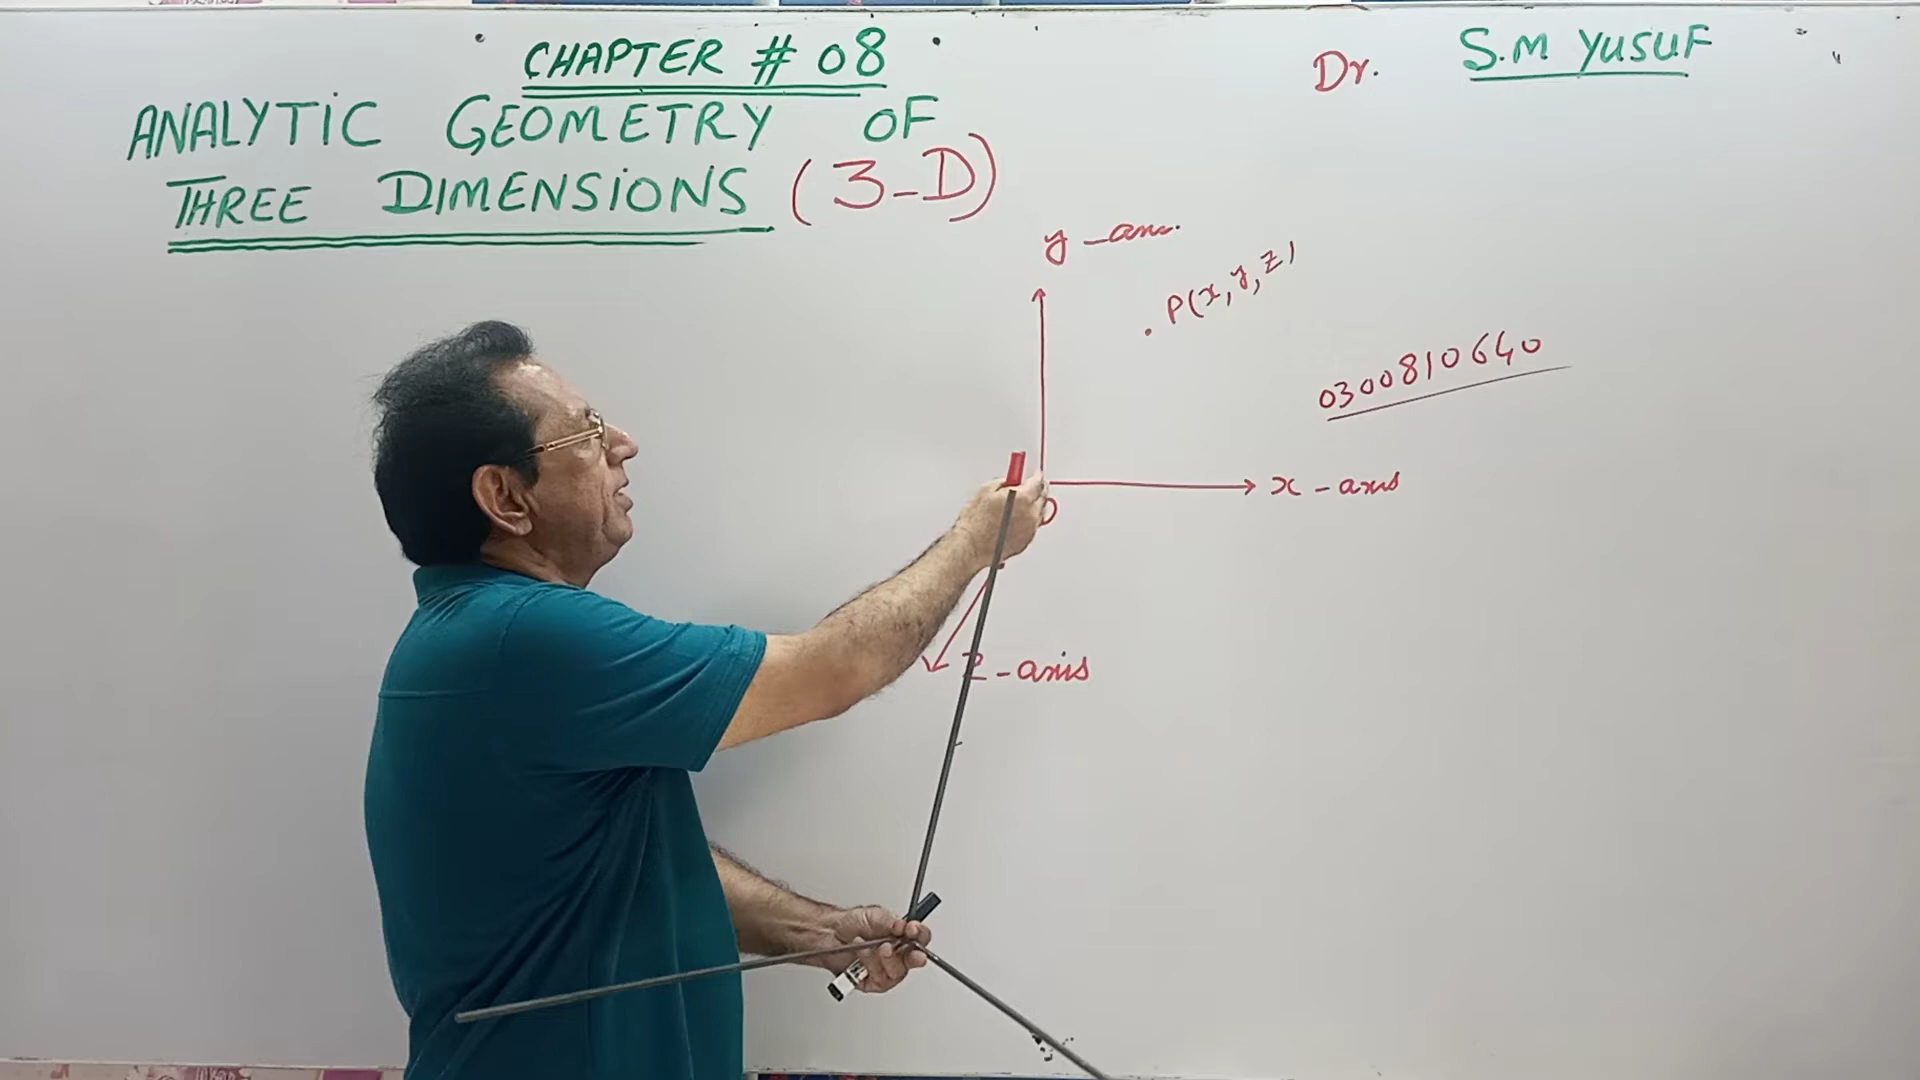 CHAPTER # 08
ANALYTIC GEOMETRY OF
THREE DIMENSIONS (3-D)
Dr. S.M YUSUF
y-axis
P(x, y, z)
0300810640
x-axis
O
Z-axis